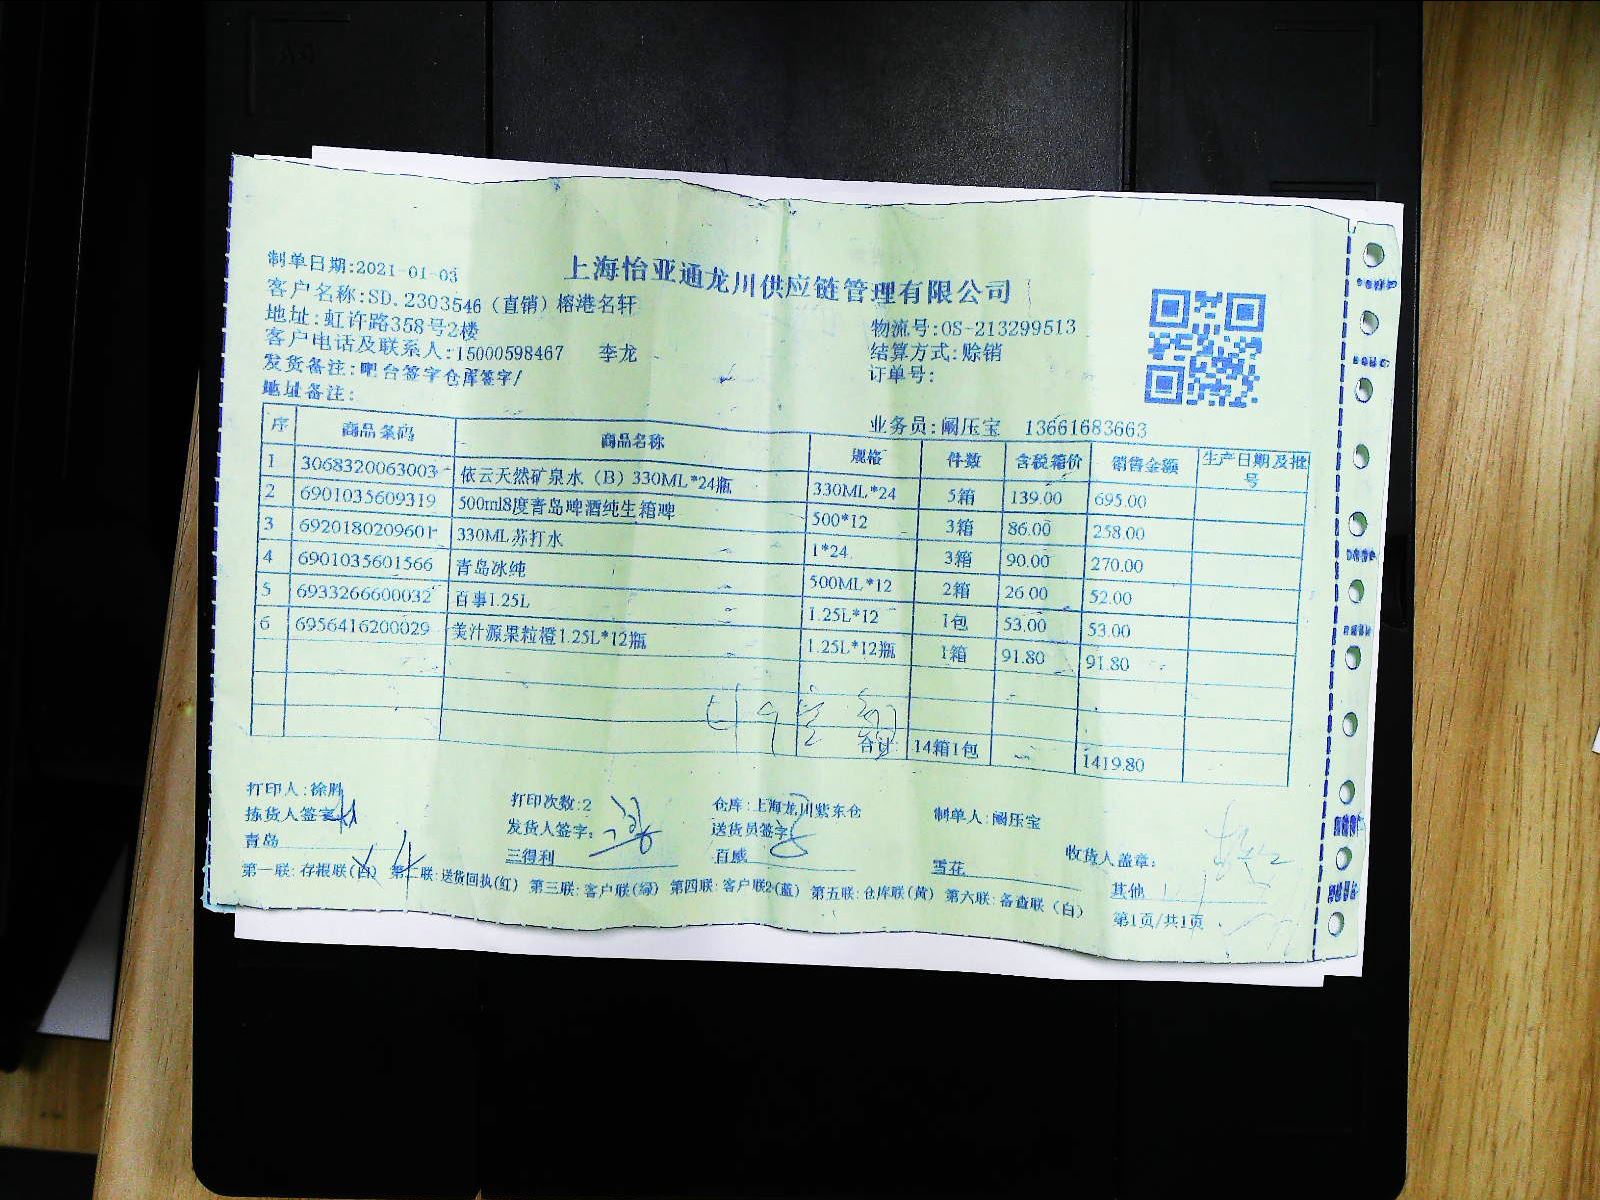 上海怡亚通龙川供应链管理有限公司
制单日期:2021-01-03
客户名称:SD.2303546（直销）榕港名轩
物流号:OS-213299513
地址:虹许路358号2楼
结算方式:赊销
客户电话及联系人:15000598467 李龙
订单号:
发货备注:吧台签字仓库签字/
地址备注:
业务员:阚压宝 13661683663
序 商品条码 商品名称 规格 件数 含税箱价 销售金额 生产日期及批号
1 3068320063003 依云天然矿泉水（B）330ML*24瓶 330ML*24 5箱 139.00 695.00
2 6901035609319 500ml8度青岛啤酒纯生箱啤 500*12 3箱 86.00 258.00
3 6920180209601 330ML苏打水 1*24 3箱 90.00 270.00
4 6901035601566 青岛冰纯 500ML*12 2箱 26.00 52.00
5 6933266600032 百事1.25L 1.25L*12 1包 53.00 53.00
6 6956416200029 美汁源果粒橙1.25L*12瓶 1.25L*12瓶 1箱 91.80 91.80
合计 14箱1包 1419.80
打印人:徐胜 打印次数:2 仓库:上海龙川紫东仓 制单人:阚压宝
拣货人签字 发货人签字: 送货员签字 收货人盖章:
青岛 三得利 百威 雪花 其他
第一联:存根联(白) 第二联:送货回执(红) 第三联:客户联(绿) 第四联:客户联2(蓝) 第五联:仓库联(黄) 第六联:备查联(白)
第1页/共1页